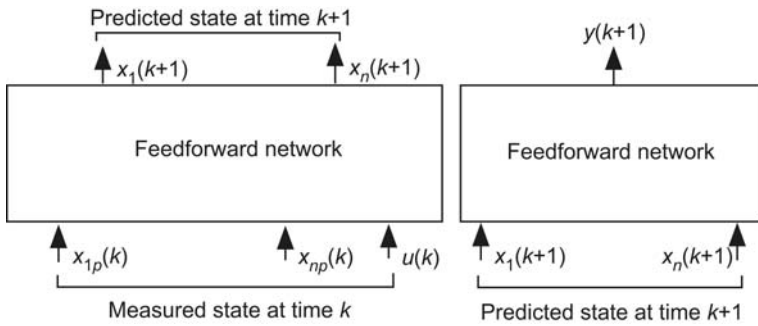 Predicted state at time k+1
x₁(k+1)
xₙ(k+1)
Feedforward network
x₁ₚ(k)
xₙₚ(k)
u(k)
Measured state at time k
y(k+1)
Feedforward network
x₁(k+1)
xₙ(k+1)
Predicted state at time k+1